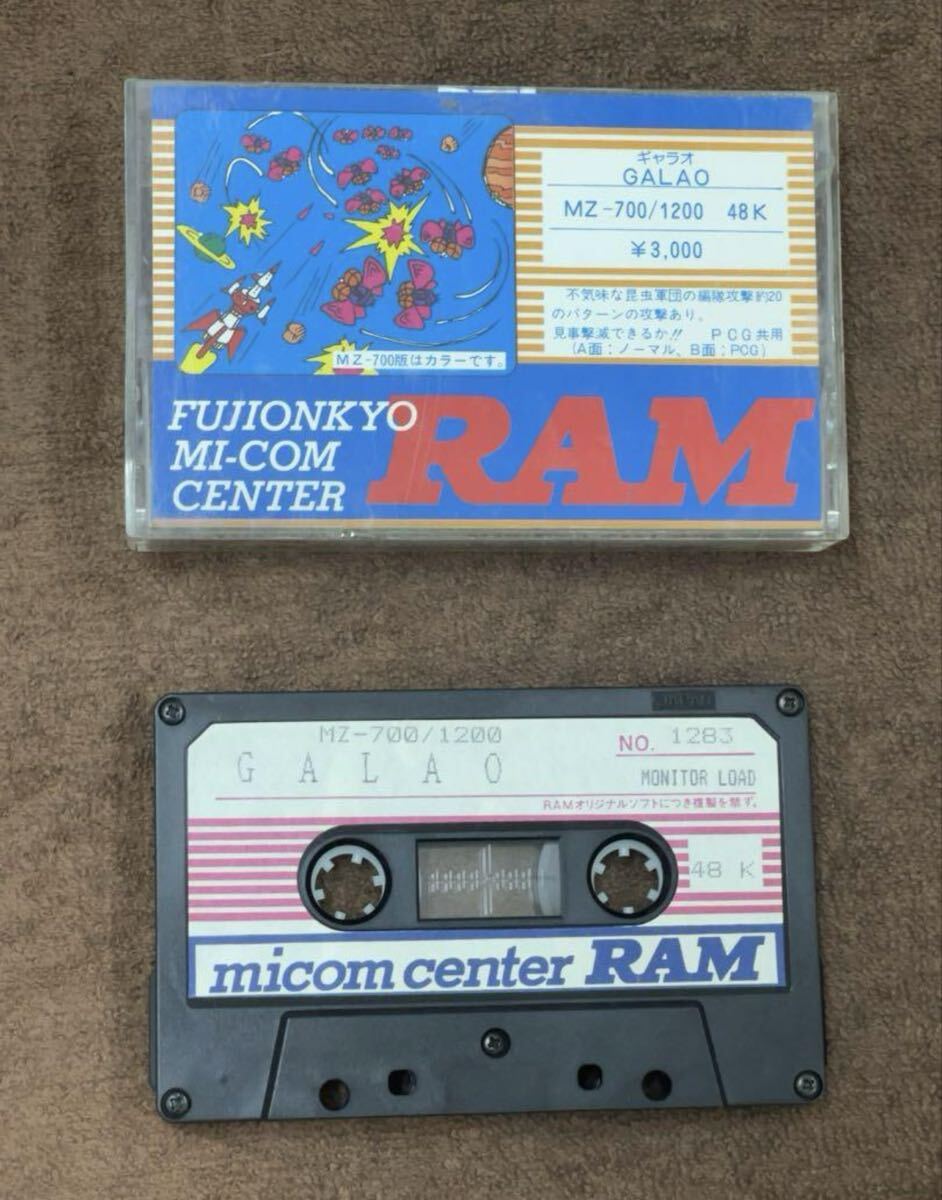 ギャラオ
GALAO
MZ-700/1200 48K
¥3,000
不気味な昆虫軍団の編隊攻撃約20
のパターンの攻撃あり。
見事撃滅できるか!! PCG共用
(A面;ノーマル、B面;PCG)
MZ-700版はカラーです。
FUJIONKYO
MI-COM
CENTER
RAM
MZ-700/1200
GALAO
NO. 1283
MONITOR LOAD
RAMオリジナルソフトにつき複製を禁ず。
48 K
micom center RAM